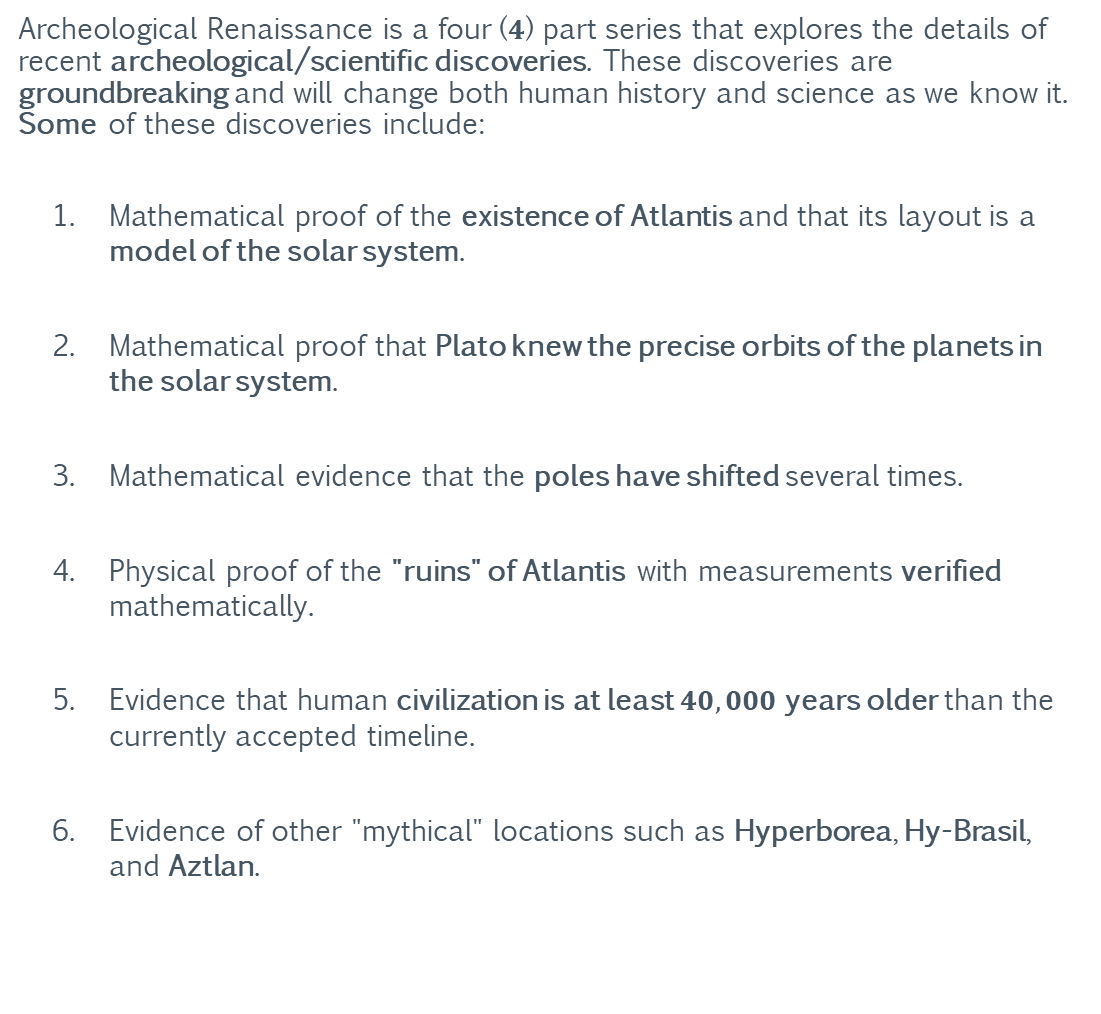 Archeological Renaissance is a four (4) part series that explores the details of
recent archeological/scientific discoveries. These discoveries are
groundbreaking and will change both human history and science as we know it.
Some of these discoveries include:
1. Mathematical proof of the existence of Atlantis and that its layout is a
model of the solar system.
2. Mathematical proof that Plato knew the precise orbits of the planets in
the solar system.
3. Mathematical evidence that the poles have shifted several times.
4. Physical proof of the "ruins" of Atlantis with measurements verified
mathematically.
5. Evidence that human civilization is at least 40,000 years older than the
currently accepted timeline.
6. Evidence of other "mythical" locations such as Hyperborea, Hy-Brasil,
and Aztlan.